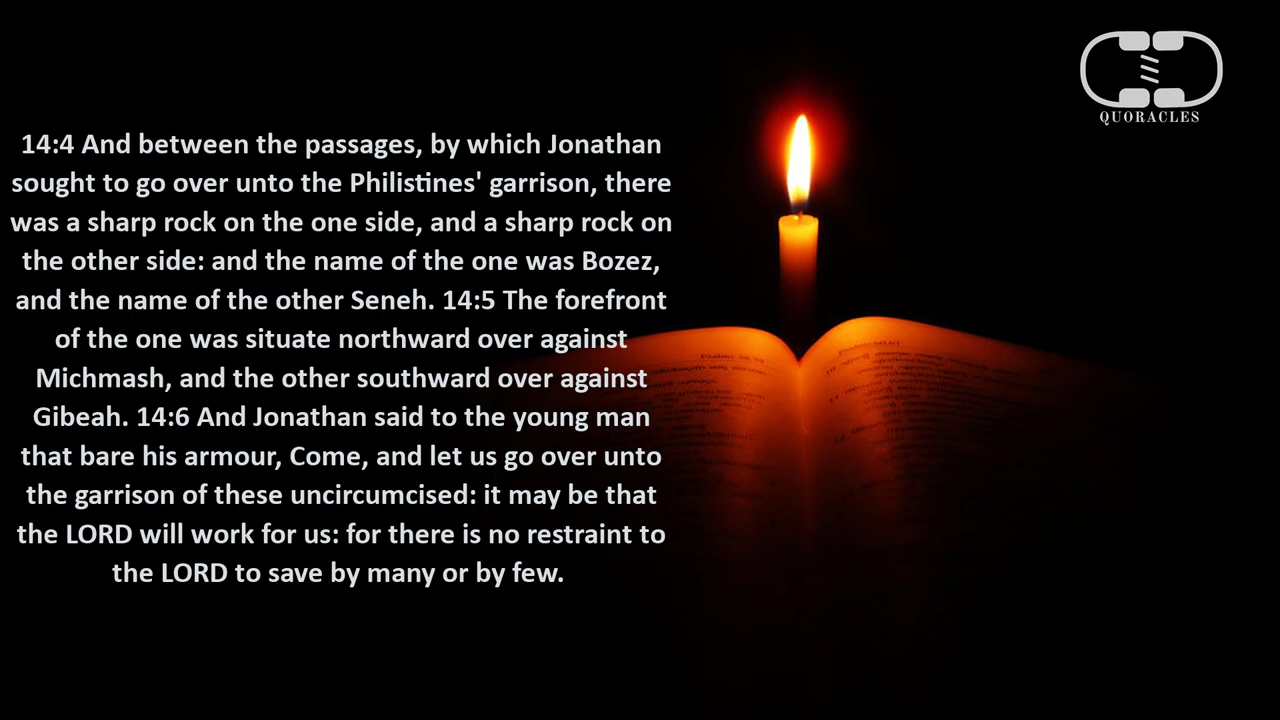 QUORACLES
14:4 And between the passages, by which Jonathan
sought to go over unto the Philistines' garrison, there
was a sharp rock on the one side, and a sharp rock on
the other side: and the name of the one was Bozez,
and the name of the other Seneh. 14:5 The forefront
of the one was situate northward over against
Michmash, and the other southward over against
Gibeah. 14:6 And Jonathan said to the young man
that bare his armour, Come, and let us go over unto
the garrison of these uncircumcised: it may be that
the LORD will work for us: for there is no restraint to
the LORD to save by many or by few.